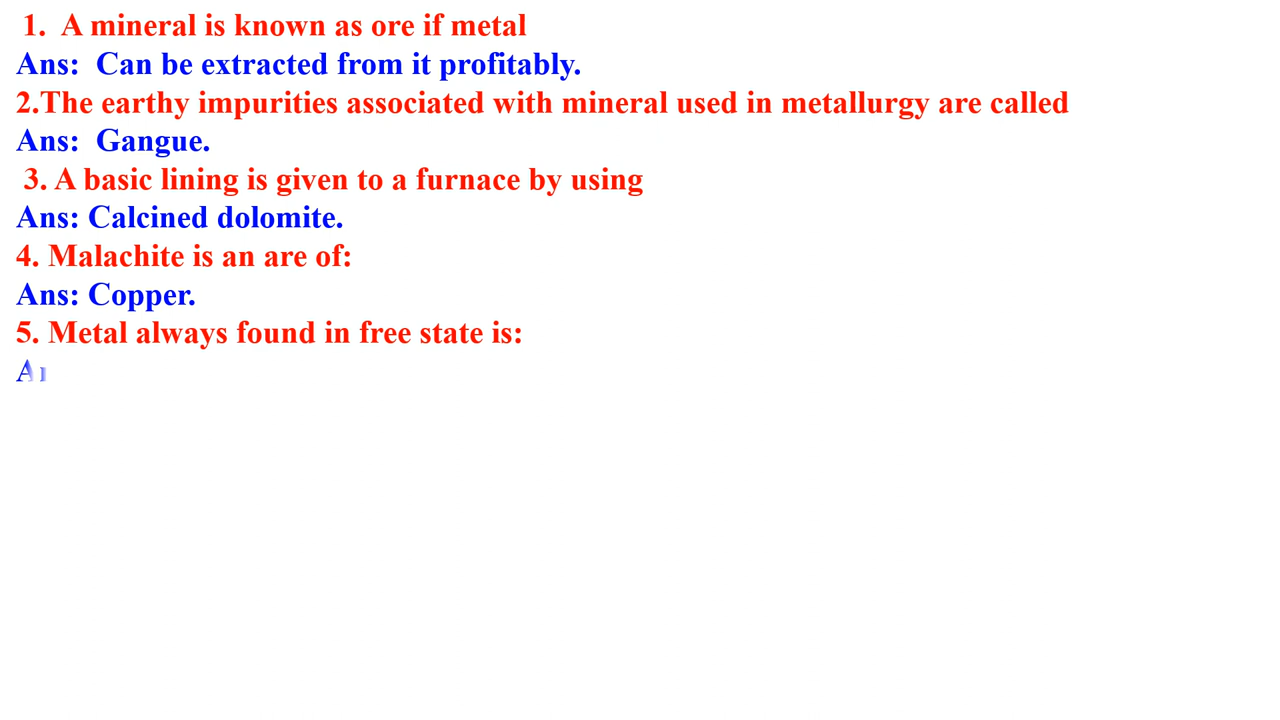 1. A mineral is known as ore if metal
Ans: Can be extracted from it profitably.
2.The earthy impurities associated with mineral used in metallurgy are called
Ans: Gangue.
3. A basic lining is given to a furnace by using
Ans: Calcined dolomite.
4. Malachite is an are of:
Ans: Copper.
5. Metal always found in free state is: